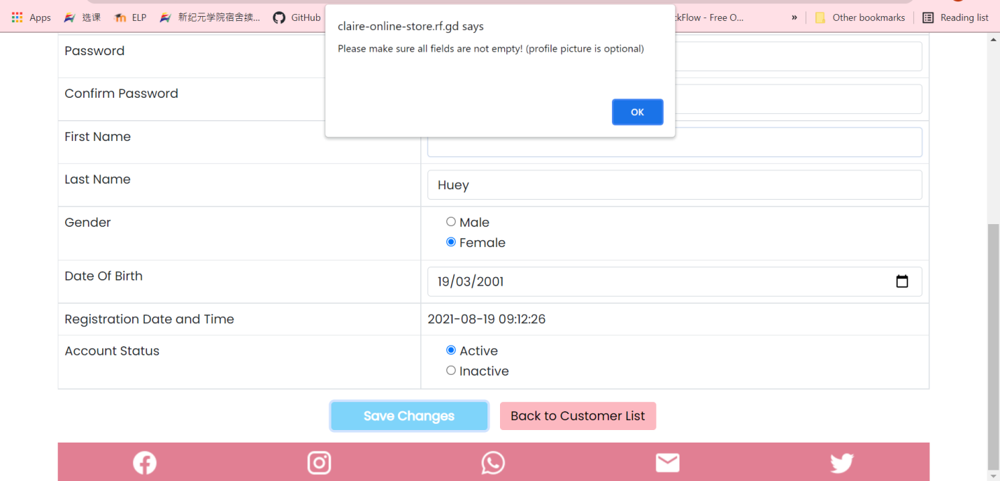 Apps 选课 ELP 新纪元学院宿舍续... GitHub ckFlow - Free O... » Other bookmarks Reading list
claire-online-store.rf.gd says
Please make sure all fields are not empty! (profile picture is optional)
OK
Password
Confirm Password
First Name
Last Name Huey
Gender Male
Female
Date Of Birth 19/03/2001
Registration Date and Time 2021-08-19 09:12:26
Account Status Active
Inactive
Save Changes Back to Customer List